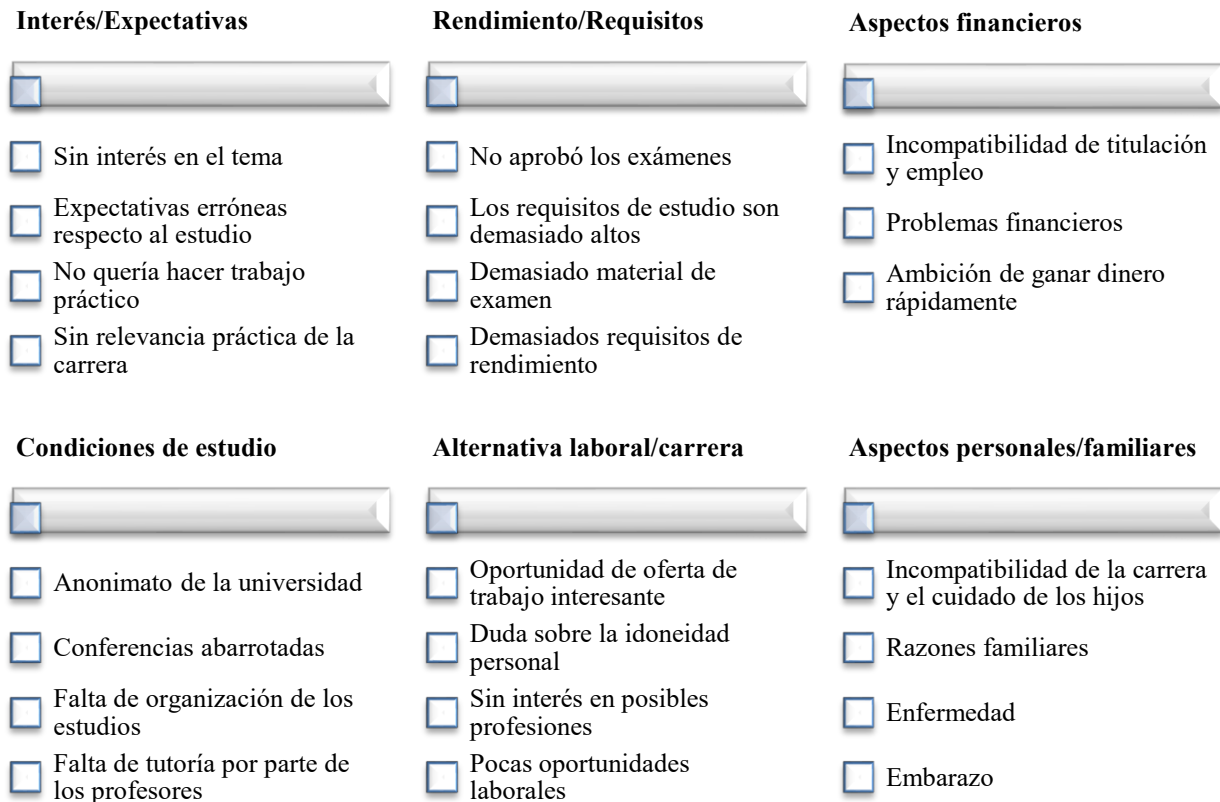 Interés/Expectativas
Sin interés en el tema
Expectativas erróneas
respecto al estudio
No quería hacer trabajo
práctico
Sin relevancia práctica de la
carrera
Rendimiento/Requisitos
No aprobó los exámenes
Los requisitos de estudio son
demasiado altos
Demasiado material de
examen
Demasiados requisitos de
rendimiento
Aspectos financieros
Incompatibilidad de titulación
y empleo
Problemas financieros
Ambición de ganar dinero
rápidamente
Condiciones de estudio
Anonimato de la universidad
Conferencias abarrotadas
Falta de organización de los
estudios
Falta de tutoría por parte de
los profesores
Alternativa laboral/carrera
Oportunidad de oferta de
trabajo interesante
Duda sobre la idoneidad
personal
Sin interés en posibles
profesiones
Pocas oportunidades
laborales
Aspectos personales/familiares
Incompatibilidad de la carrera
y el cuidado de los hijos
Razones familiares
Enfermedad
Embarazo